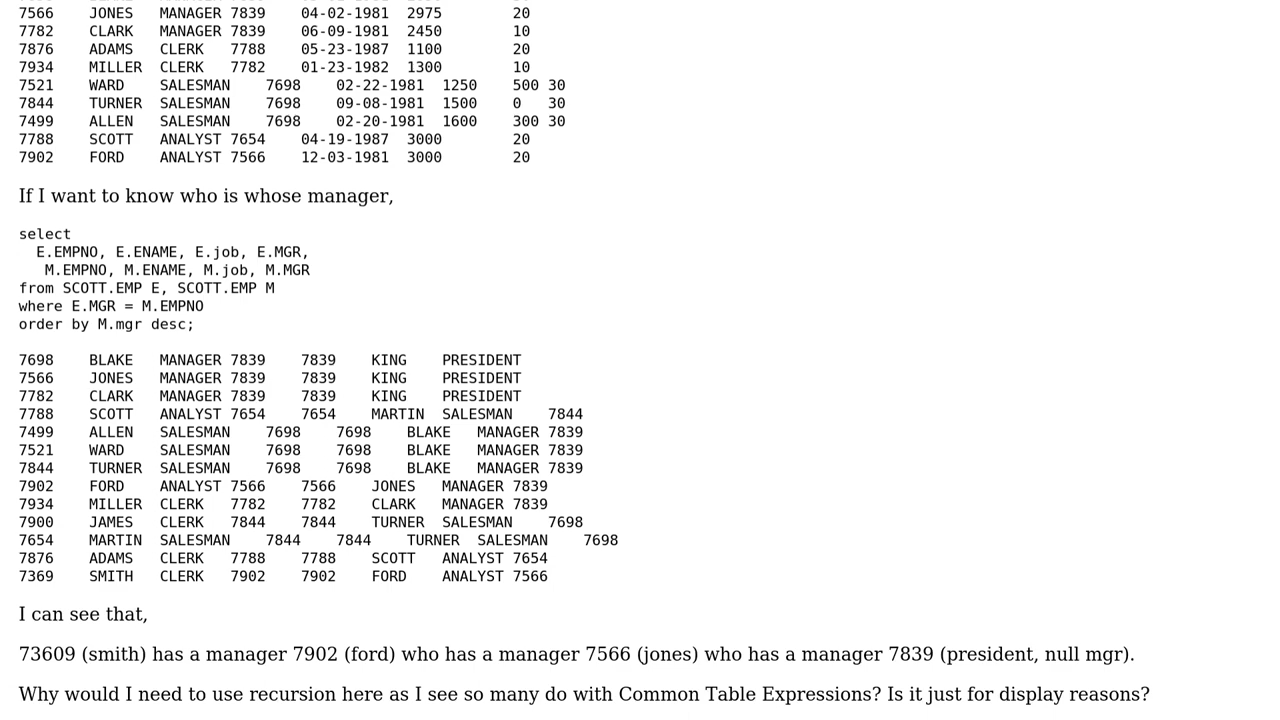 7566 JONES MANAGER 7839 04-02-1981 2975 20
7782 CLARK MANAGER 7839 06-09-1981 2450 10
7876 ADAMS CLERK 7788 05-23-1987 1100 20
7934 MILLER CLERK 7782 01-23-1982 1300 10
7521 WARD SALESMAN 7698 02-22-1981 1250 500 30
7844 TURNER SALESMAN 7698 09-08-1981 1500 0 30
7499 ALLEN SALESMAN 7698 02-20-1981 1600 300 30
7788 SCOTT ANALYST 7654 04-19-1987 3000 20
7902 FORD ANALYST 7566 12-03-1981 3000 20
If I want to know who is whose manager,
select
E.EMPNO, E.ENAME, E.job, E.MGR,
M.EMPNO, M.ENAME, M.job, M.MGR
from SCOTT.EMP E, SCOTT.EMP M
where E.MGR = M.EMPNO
order by M.mgr desc;
7698 BLAKE MANAGER 7839 7839 KING PRESIDENT
7566 JONES MANAGER 7839 7839 KING PRESIDENT
7782 CLARK MANAGER 7839 7839 KING PRESIDENT
7788 SCOTT ANALYST 7654 7654 MARTIN SALESMAN 7844
7499 ALLEN SALESMAN 7698 7698 BLAKE MANAGER 7839
7521 WARD SALESMAN 7698 7698 BLAKE MANAGER 7839
7844 TURNER SALESMAN 7698 7698 BLAKE MANAGER 7839
7902 FORD ANALYST 7566 7566 JONES MANAGER 7839
7934 MILLER CLERK 7782 7782 CLARK MANAGER 7839
7900 JAMES CLERK 7844 7844 TURNER SALESMAN 7698
7654 MARTIN SALESMAN 7844 7844 TURNER SALESMAN 7698
7876 ADAMS CLERK 7788 7788 SCOTT ANALYST 7654
7369 SMITH CLERK 7902 7902 FORD ANALYST 7566
I can see that,
73609 (smith) has a manager 7902 (ford) who has a manager 7566 (jones) who has a manager 7839 (president, null mgr).
Why would I need to use recursion here as I see so many do with Common Table Expressions? Is it just for display reasons?